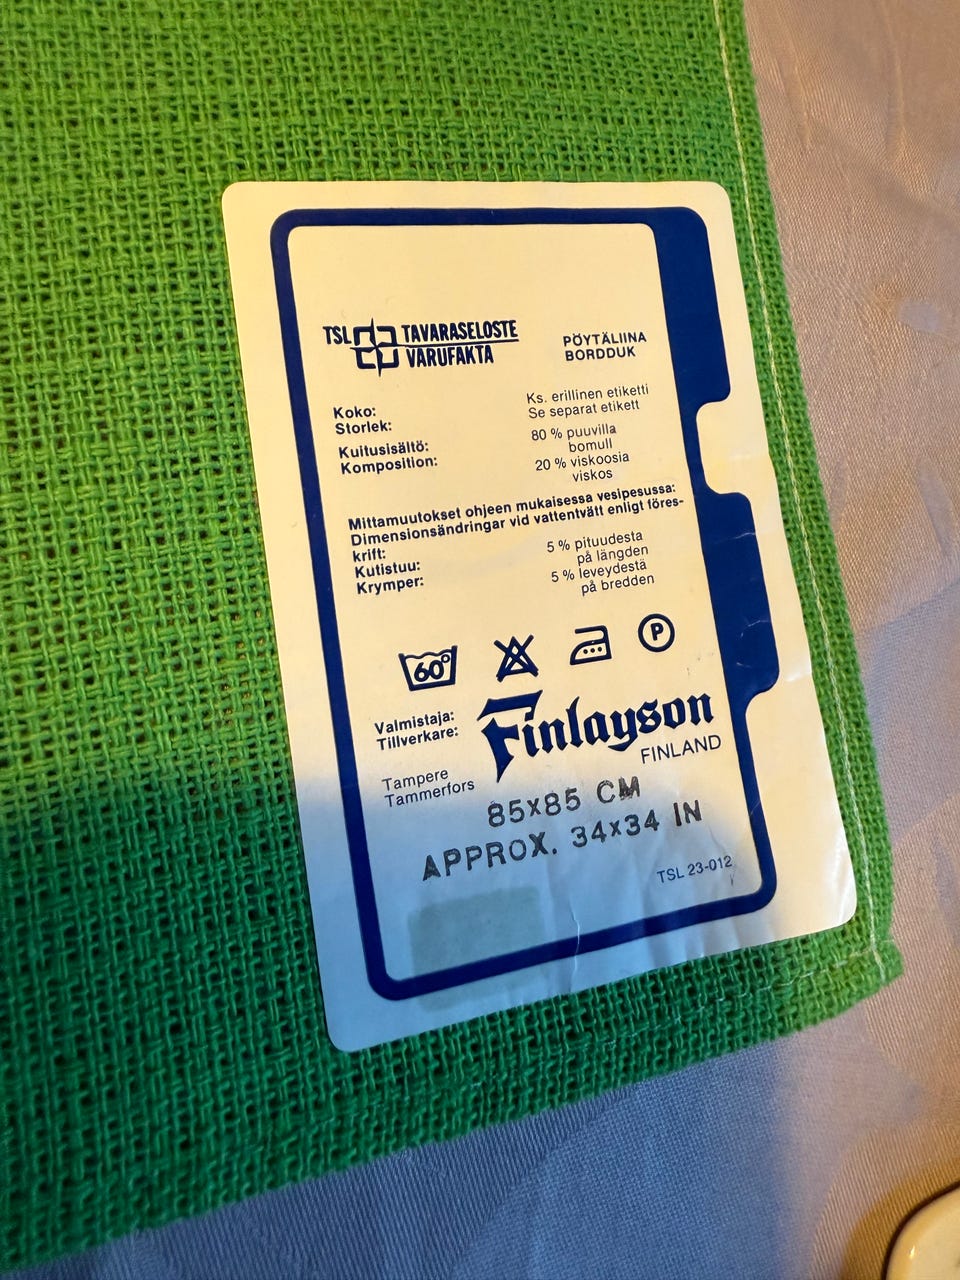 TSL TAVARASELOSTE
VARUFAKTA
PÖYTÄLIINA
BORDDUK
Koko:
Storlek:
Ks. erillinen etiketti
Se separat etikett
Kuitusisältö:
Komposition:
80 % puuvilla
bomull
20 % viskoosia
viskos
Mittamuutokset ohjeen mukaisessa vesipesussa:
Dimensionsändringar vid vattentvätt enligt föres-
krift:
Kutistuu:
Krymper:
5 % pituudesta
på längden
5 % leveydestä
på bredden
60°
P
Valmistaja:
Tillverkare:
Finlayson
FINLAND
Tampere
Tammerfors
85x85 CM
APPROX. 34x34 IN
TSL 23-012